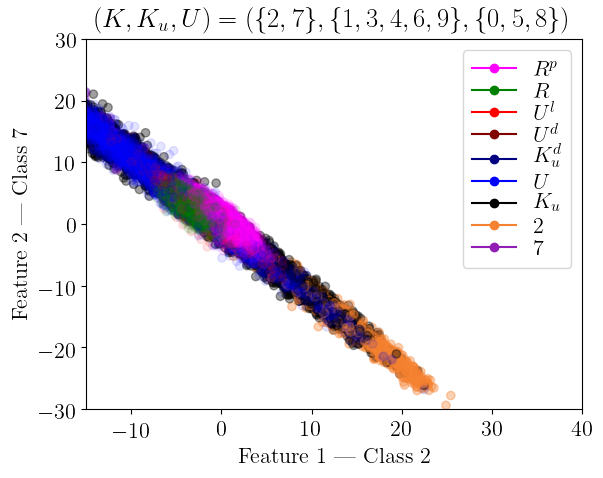 (K, K_u, U) = ({2, 7}, {1, 3, 4, 6, 9}, {0, 5, 8})
30
20
10
0
−10
−20
−30
Feature 2 — Class 7
R^p
R
U^l
U^d
K_u^d
U
K_u
2
7
−10 0 10 20 30 40
Feature 1 — Class 2